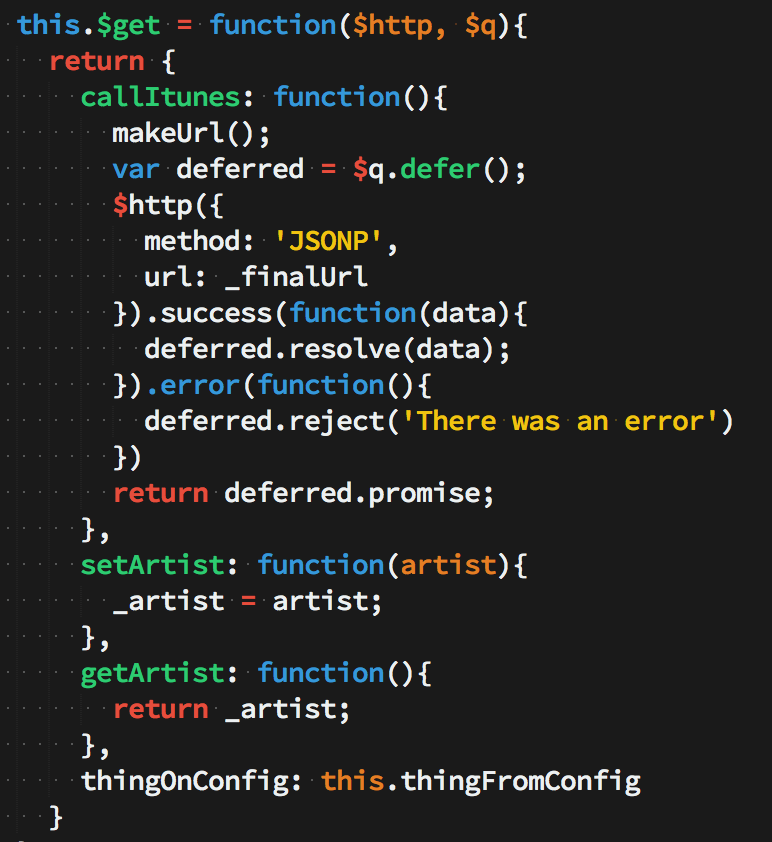 this.$get = function($http, $q){
return {
callItunes: function(){
makeUrl();
var deferred = $q.defer();
$http({
method: 'JSONP',
url: _finalUrl
}).success(function(data){
deferred.resolve(data);
}).error(function(){
deferred.reject('There was an error')
})
return deferred.promise;
},
setArtist: function(artist){
_artist = artist;
},
getArtist: function(){
return _artist;
},
thingOnConfig: this.thingFromConfig
}